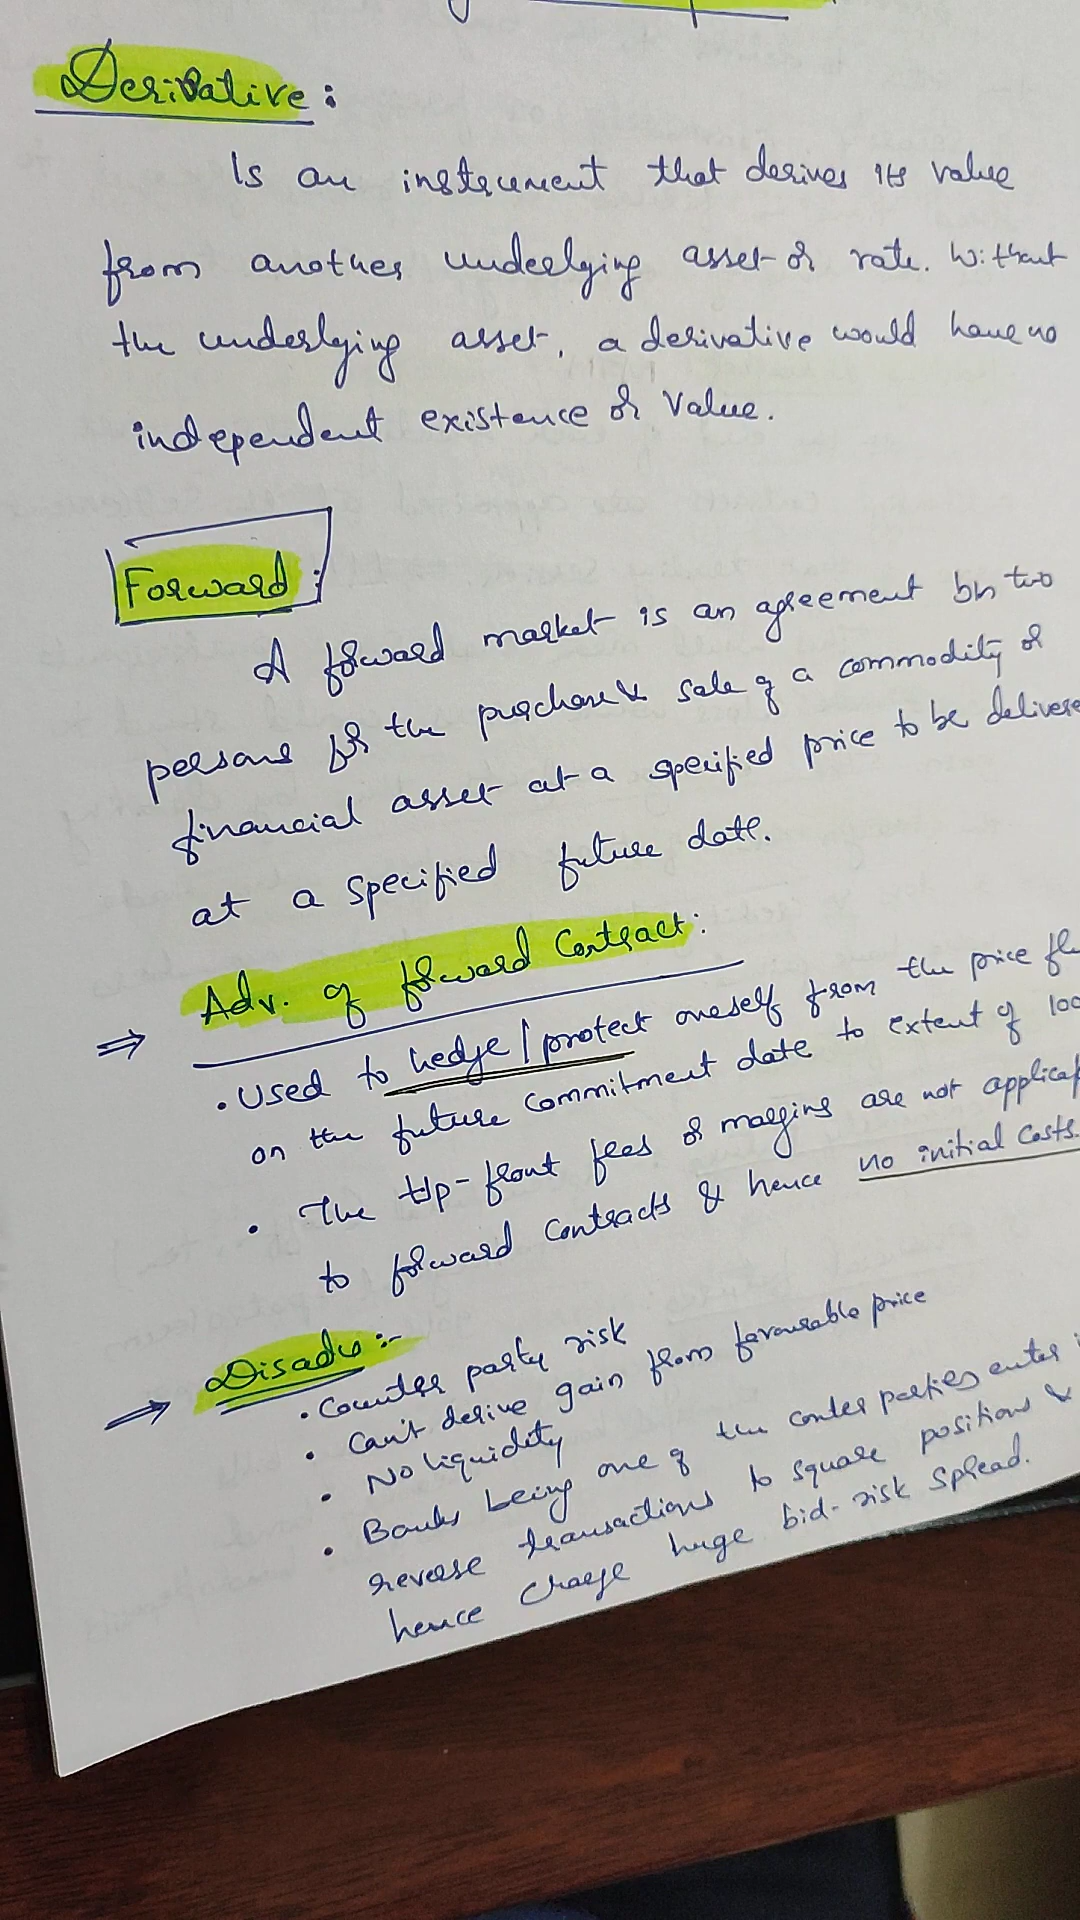 Derivative :
Is an instrument that derives its value
from another underlying asset or rate. Without
the underlying asset, a derivative would have no
independent existence or value.
Forward :
A forward market is an agreement b/n two
persons for the purchase & sale of a commodity or
financial asset at a specified price to be delivere
at a specified future date.
Adv. of forward Contract :
⇒ • Used to hedge / protect oneself from the price flu
on the future commitment date to extent of 100
• The Up-front fees or margins are not applicab
to forward contracts & hence no initial costs.
⇒ Disadv :-
• Counter party risk
• Can't derive gain from favourable price
• No liquidity
• Banks being one of the conter parties enter i
reverse transactions to square positions &
hence charge huge bid-risk spread.